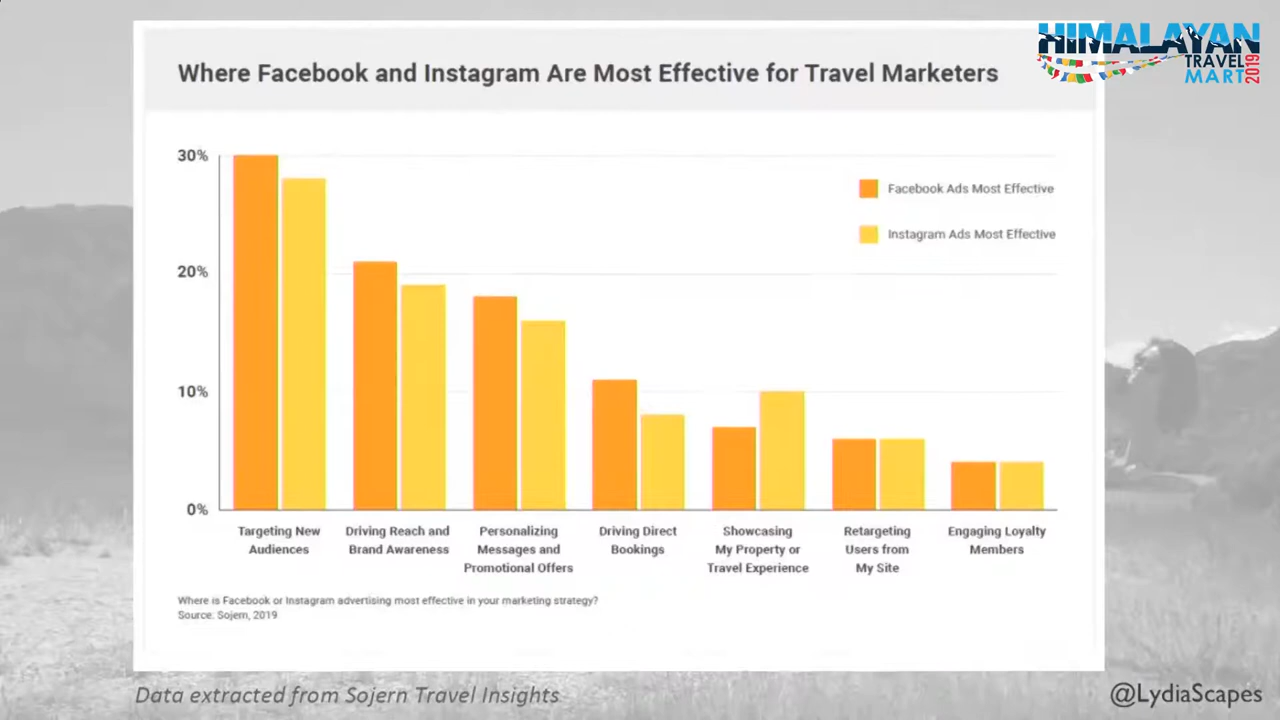 HIMALAYAN
TRAVEL
MART 2019
Where Facebook and Instagram Are Most Effective for Travel Marketers
30%
20%
10%
0%
Facebook Ads Most Effective
Instagram Ads Most Effective
Targeting New
Audiences
Driving Reach and
Brand Awareness
Personalizing
Messages and
Promotional Offers
Driving Direct
Bookings
Showcasing
My Property or
Travel Experience
Retargeting
Users from
My Site
Engaging Loyalty
Members
Where is Facebook or Instagram advertising most effective in your marketing strategy?
Source: Sojern, 2019
Data extracted from Sojern Travel Insights
@LydiaScapes